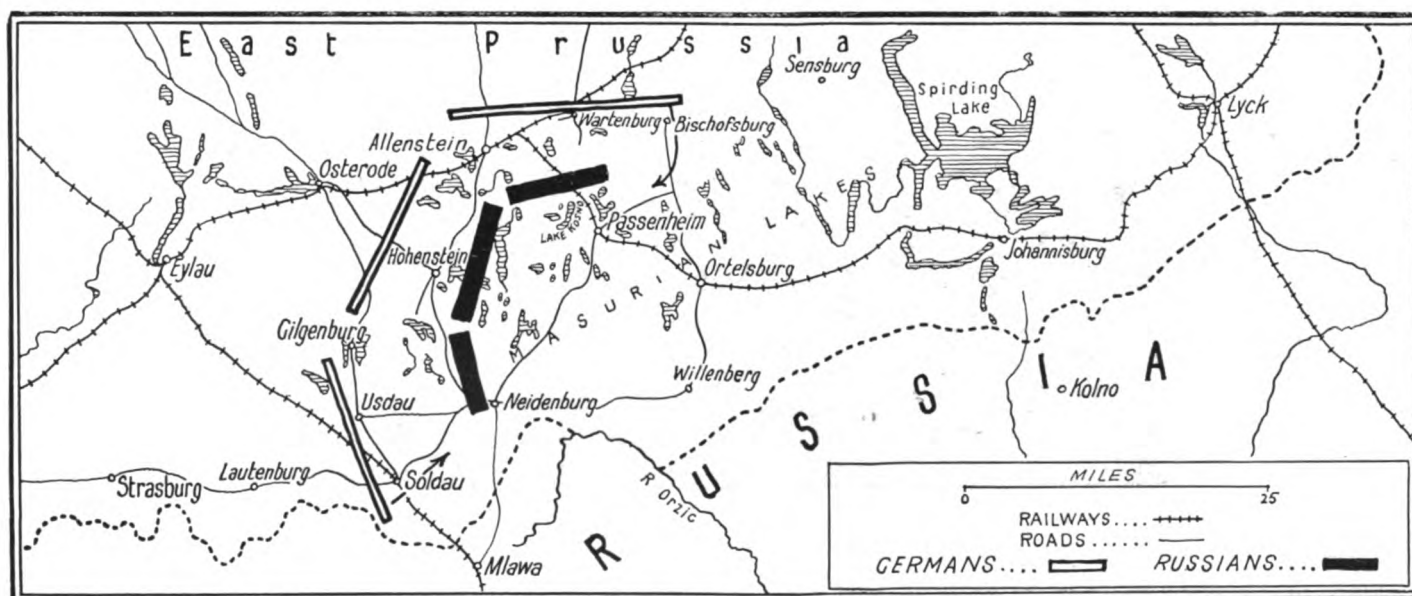 East Prussia
Sensburg
Spirding
Lake
Lyck
Wartenburg
Bischofsburg
Allenstein
Osterode
LAKE KOSNO
Passenheim
MASURIAN LAKES
Hohenstein
Eylau
Ortelsburg
Johannisburg
Gilgenburg
Willenberg
Kolno
Usdau
Neidenburg
RUSSIA
Lautenburg
Strasburg
Soldau
R Orzic
Mlawa
MILES
0 25
RAILWAYS....
ROADS ......
GERMANS.... RUSSIANS....